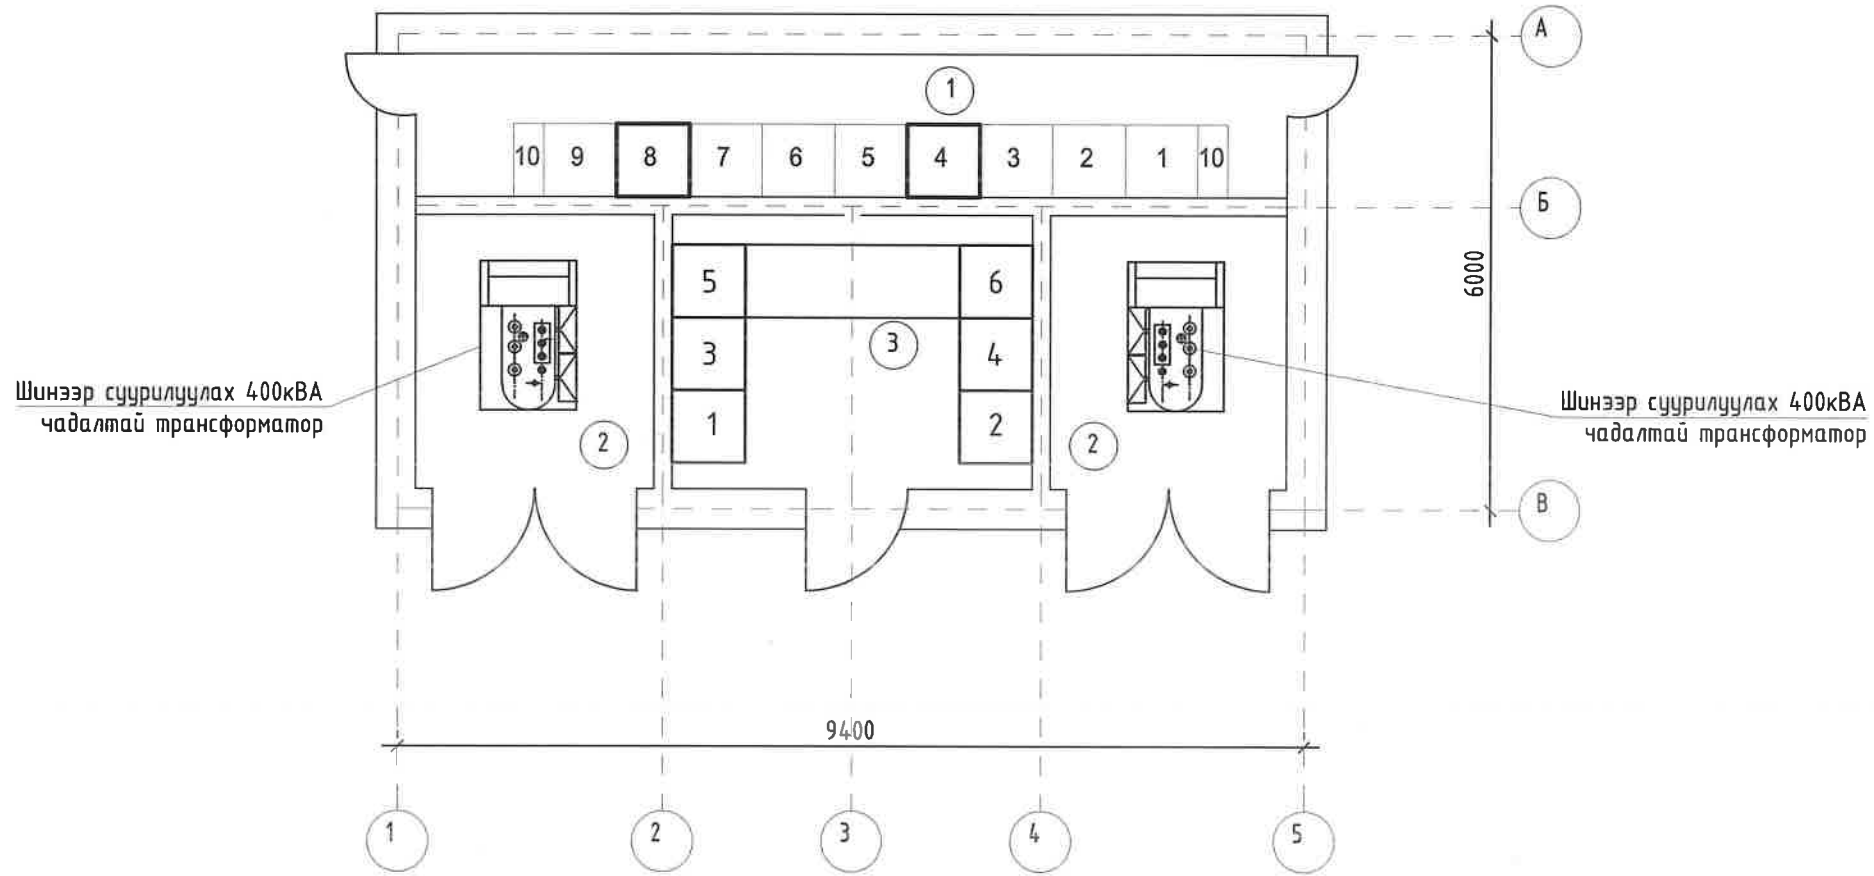 А
1
10 9 8 7 6 5 4 3 2 1 10
Б
6000
5 6
3 3 4
1 2
2 2
Шинээр суурилуулах 400кВА
чадалтай трансформатор
Шинээр суурилуулах 400кВА
чадалтай трансформатор
В
9400
1 2 3 4 5